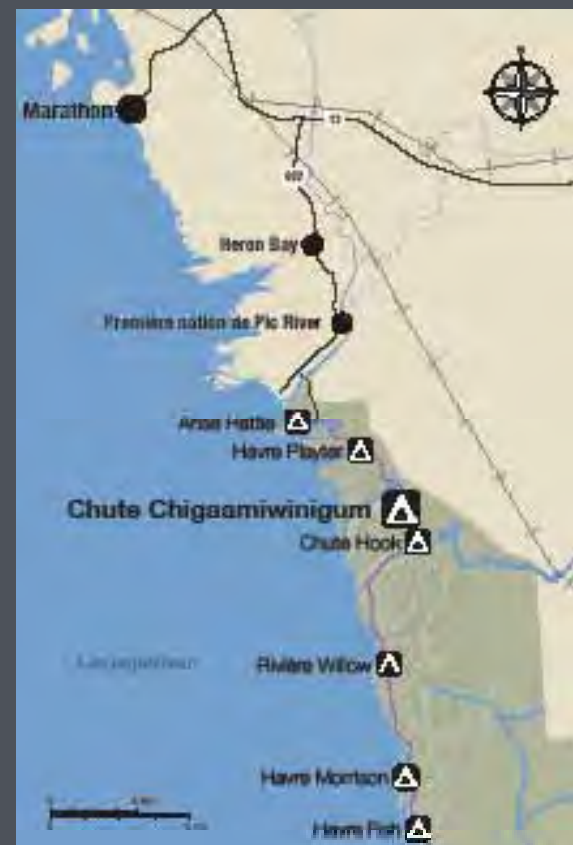 Marathon
Heron Bay
Première nation de Pic River
Anse Hattie
Havre Playter
Chute Chigaamiwinigum
Chute Hook
Rivière Willow
Havre Morrison
Havre Fish